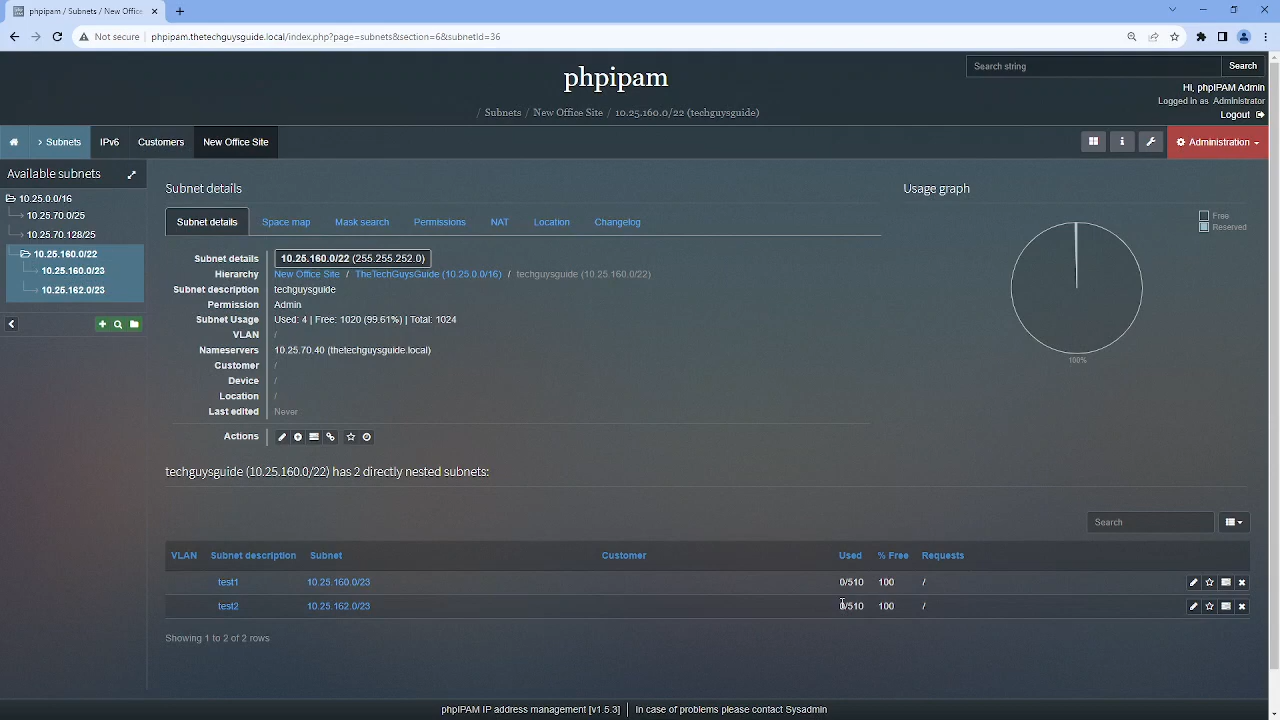 phpipam / Subnets / New Office
Not secure
phpipam.thetechguysguide.local/index.php?page=subnets&section=6&subnetId=36
phpipam
Search string
Search
Hi, phpIPAM Admin
Logged in as Administrator
Logout
/ Subnets / New Office Site / 10.25.160.0/22 (techguysguide)
> Subnets
IPv6
Customers
New Office Site
Administration
Available subnets
10.25.0.0/16
10.25.70.0/25
10.25.70.128/25
10.25.160.0/22
10.25.160.0/23
10.25.162.0/23
Subnet details
Subnet details
Space map
Mask search
Permissions
NAT
Location
Changelog
Subnet details 10.25.160.0/22 (255.255.252.0)
Hierarchy New Office Site / TheTechGuysGuide (10.25.0.0/16) / techguysguide (10.25.160.0/22)
Subnet description techguysguide
Permission Admin
Subnet Usage Used: 4 | Free: 1020 (99.61%) | Total: 1024
VLAN /
Nameservers 10.25.70.40 (thetechguysguide.local)
Customer /
Device /
Location /
Last edited Never
Actions
Usage graph
Free
Reserved
100%
techguysguide (10.25.160.0/22) has 2 directly nested subnets:
Search
VLAN Subnet description Subnet Customer Used % Free Requests
test1 10.25.160.0/23 0/510 100 /
test2 10.25.162.0/23 0/510 100 /
Showing 1 to 2 of 2 rows
phpIPAM IP address management [v1.5.3] | In case of problems please contact Sysadmin